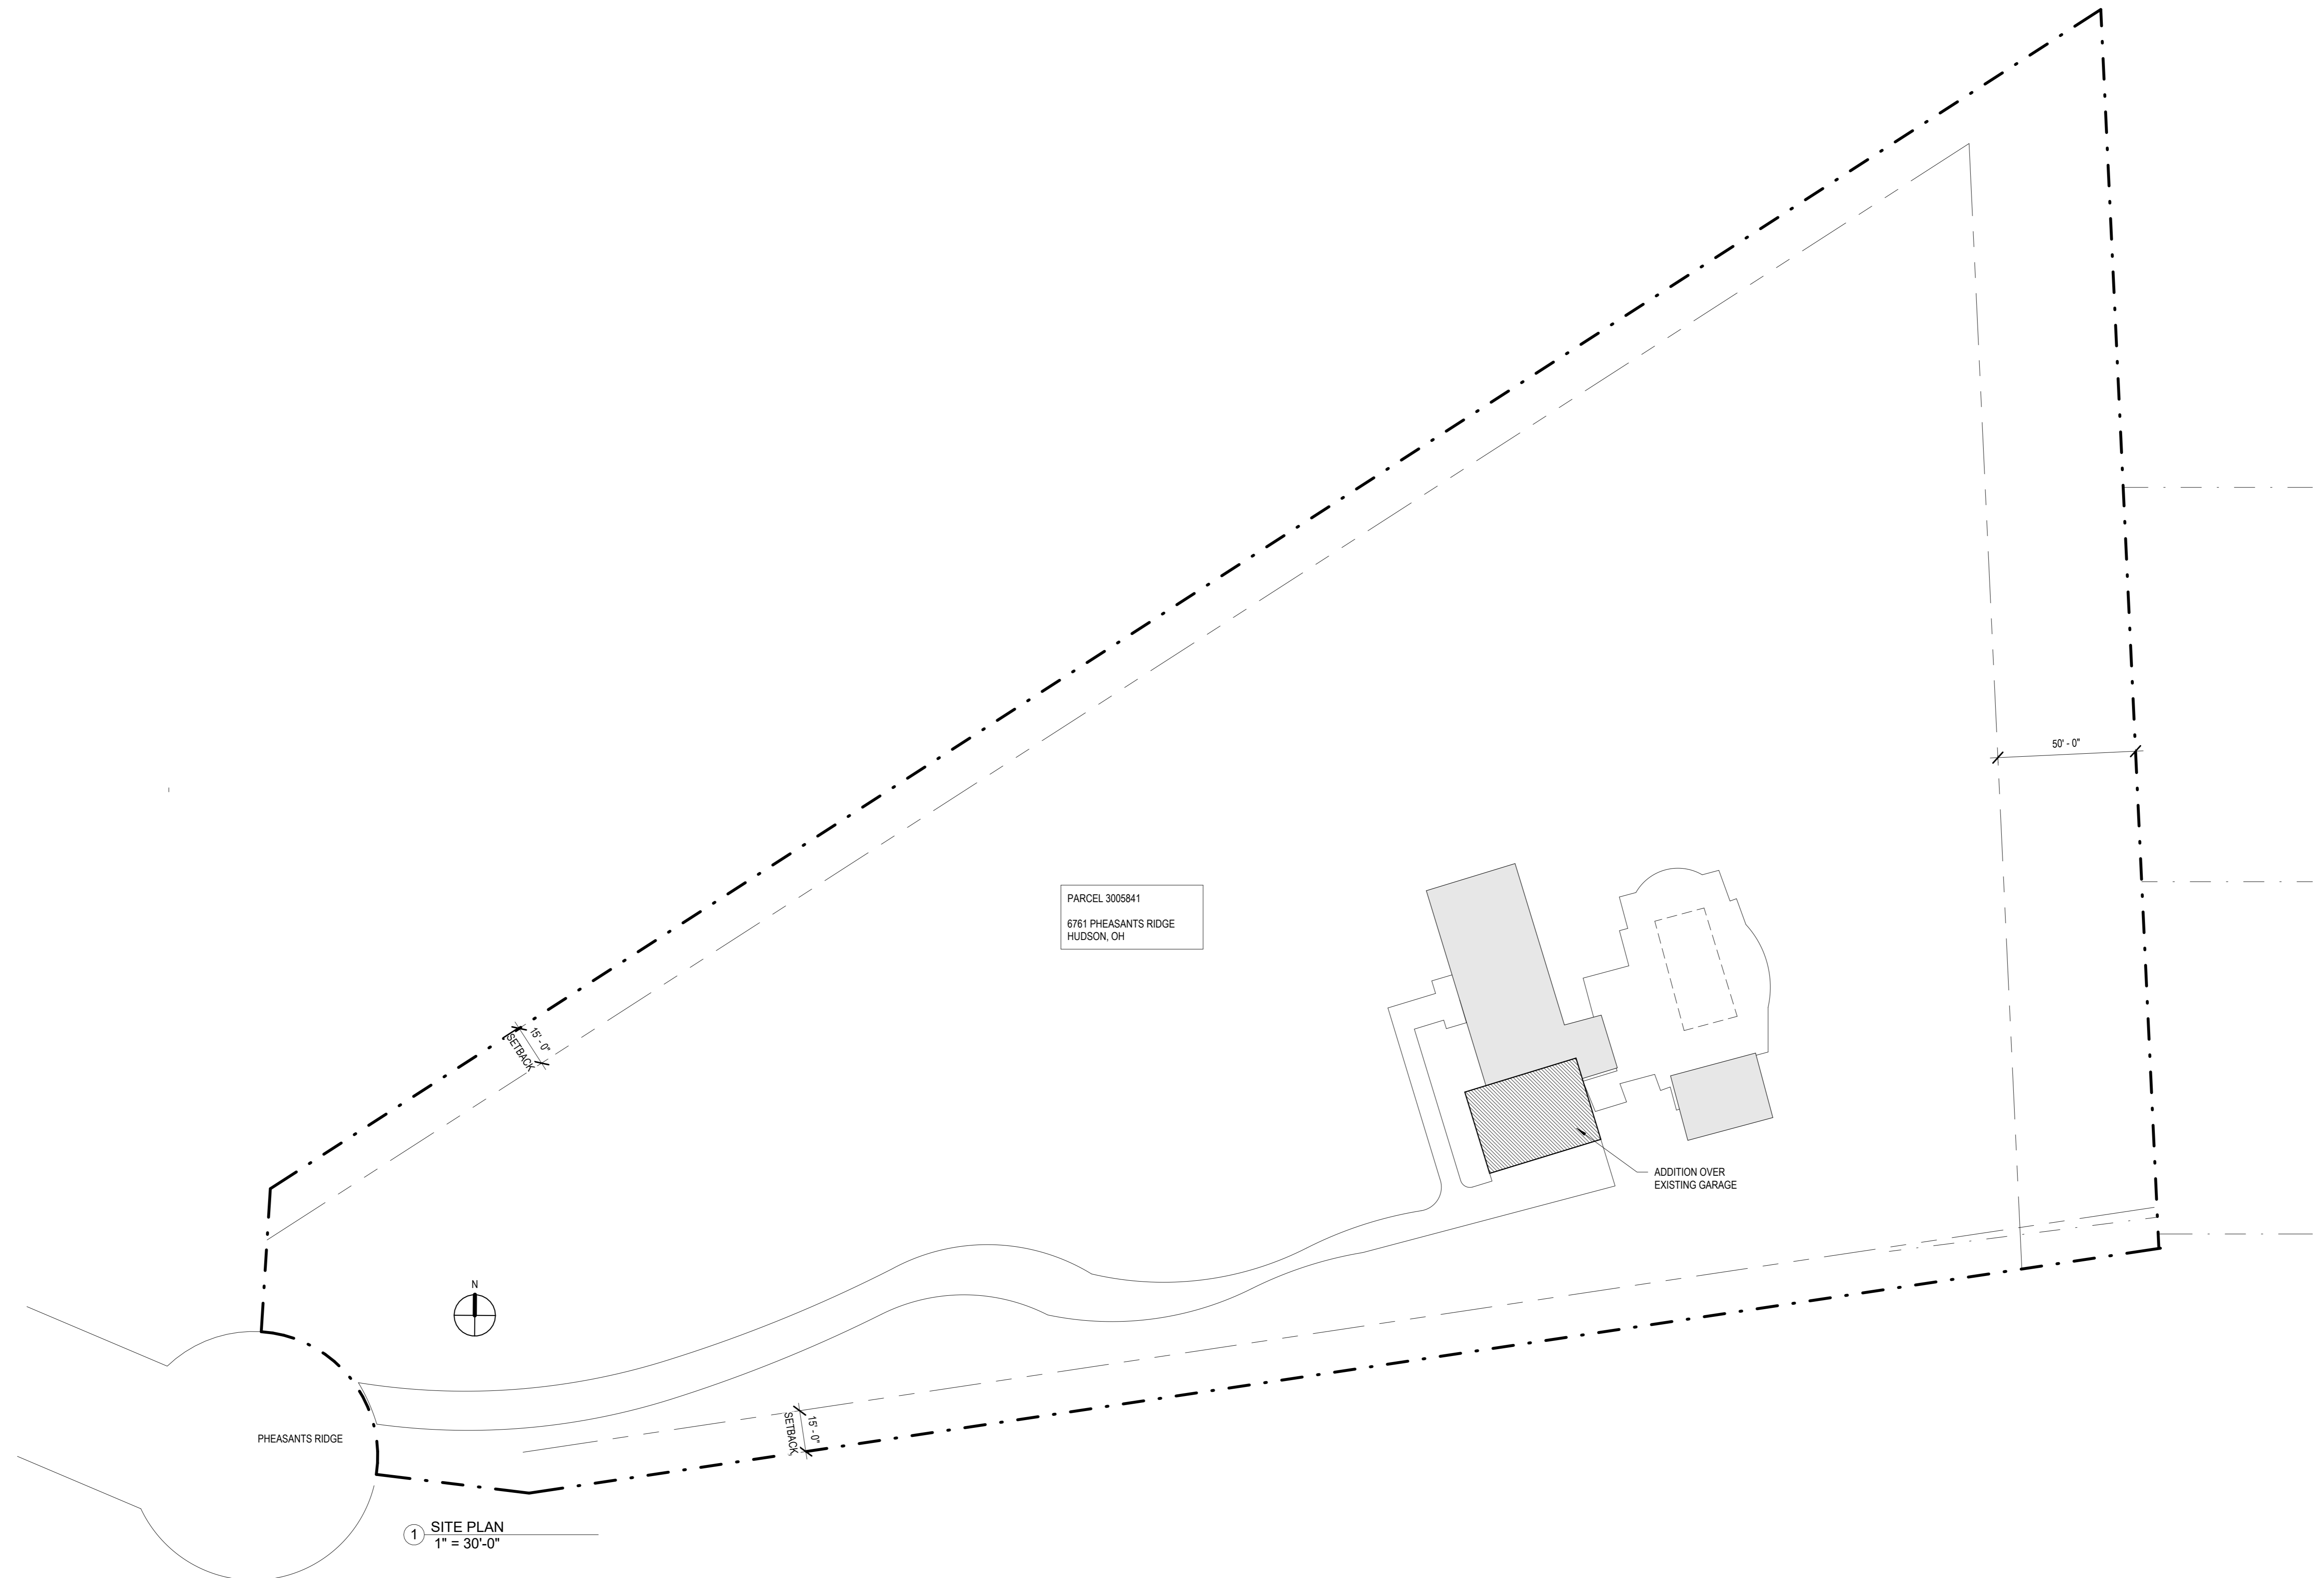 50' - 0"
PARCEL 3005841
6761 PHEASANTS RIDGE
HUDSON, OH
15' - 0"
SETBACK
ADDITION OVER
EXISTING GARAGE
N
PHEASANTS RIDGE
15' - 0"
SETBACK
1 SITE PLAN
1" = 30'-0"